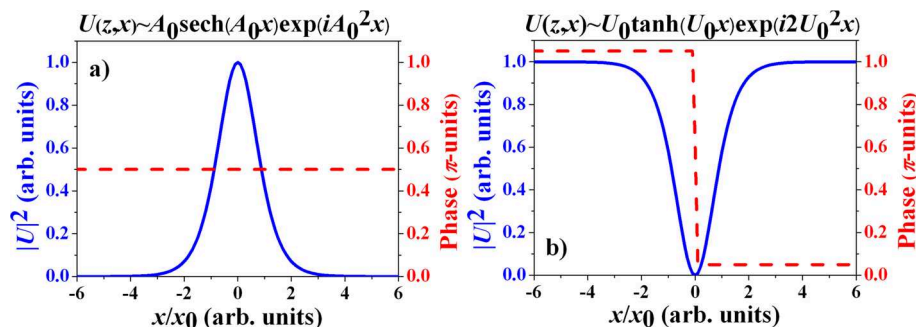 U(z,x)~A₀sech(A₀x)exp(iA₀²x)
a)
|U|² (arb. units)
1.0
0.8
0.6
0.4
0.2
0.0
Phase (π-units)
1.0
0.8
0.6
0.4
0.2
0.0
-6 -4 -2 0 2 4 6
x/x₀ (arb. units)
U(z,x)~U₀tanh(U₀x)exp(i2U₀²x)
b)
|U|² (arb. units)
1.0
0.8
0.6
0.4
0.2
0.0
Phase (π-units)
1.0
0.8
0.6
0.4
0.2
0.0
-6 -4 -2 0 2 4 6
x/x₀ (arb. units)